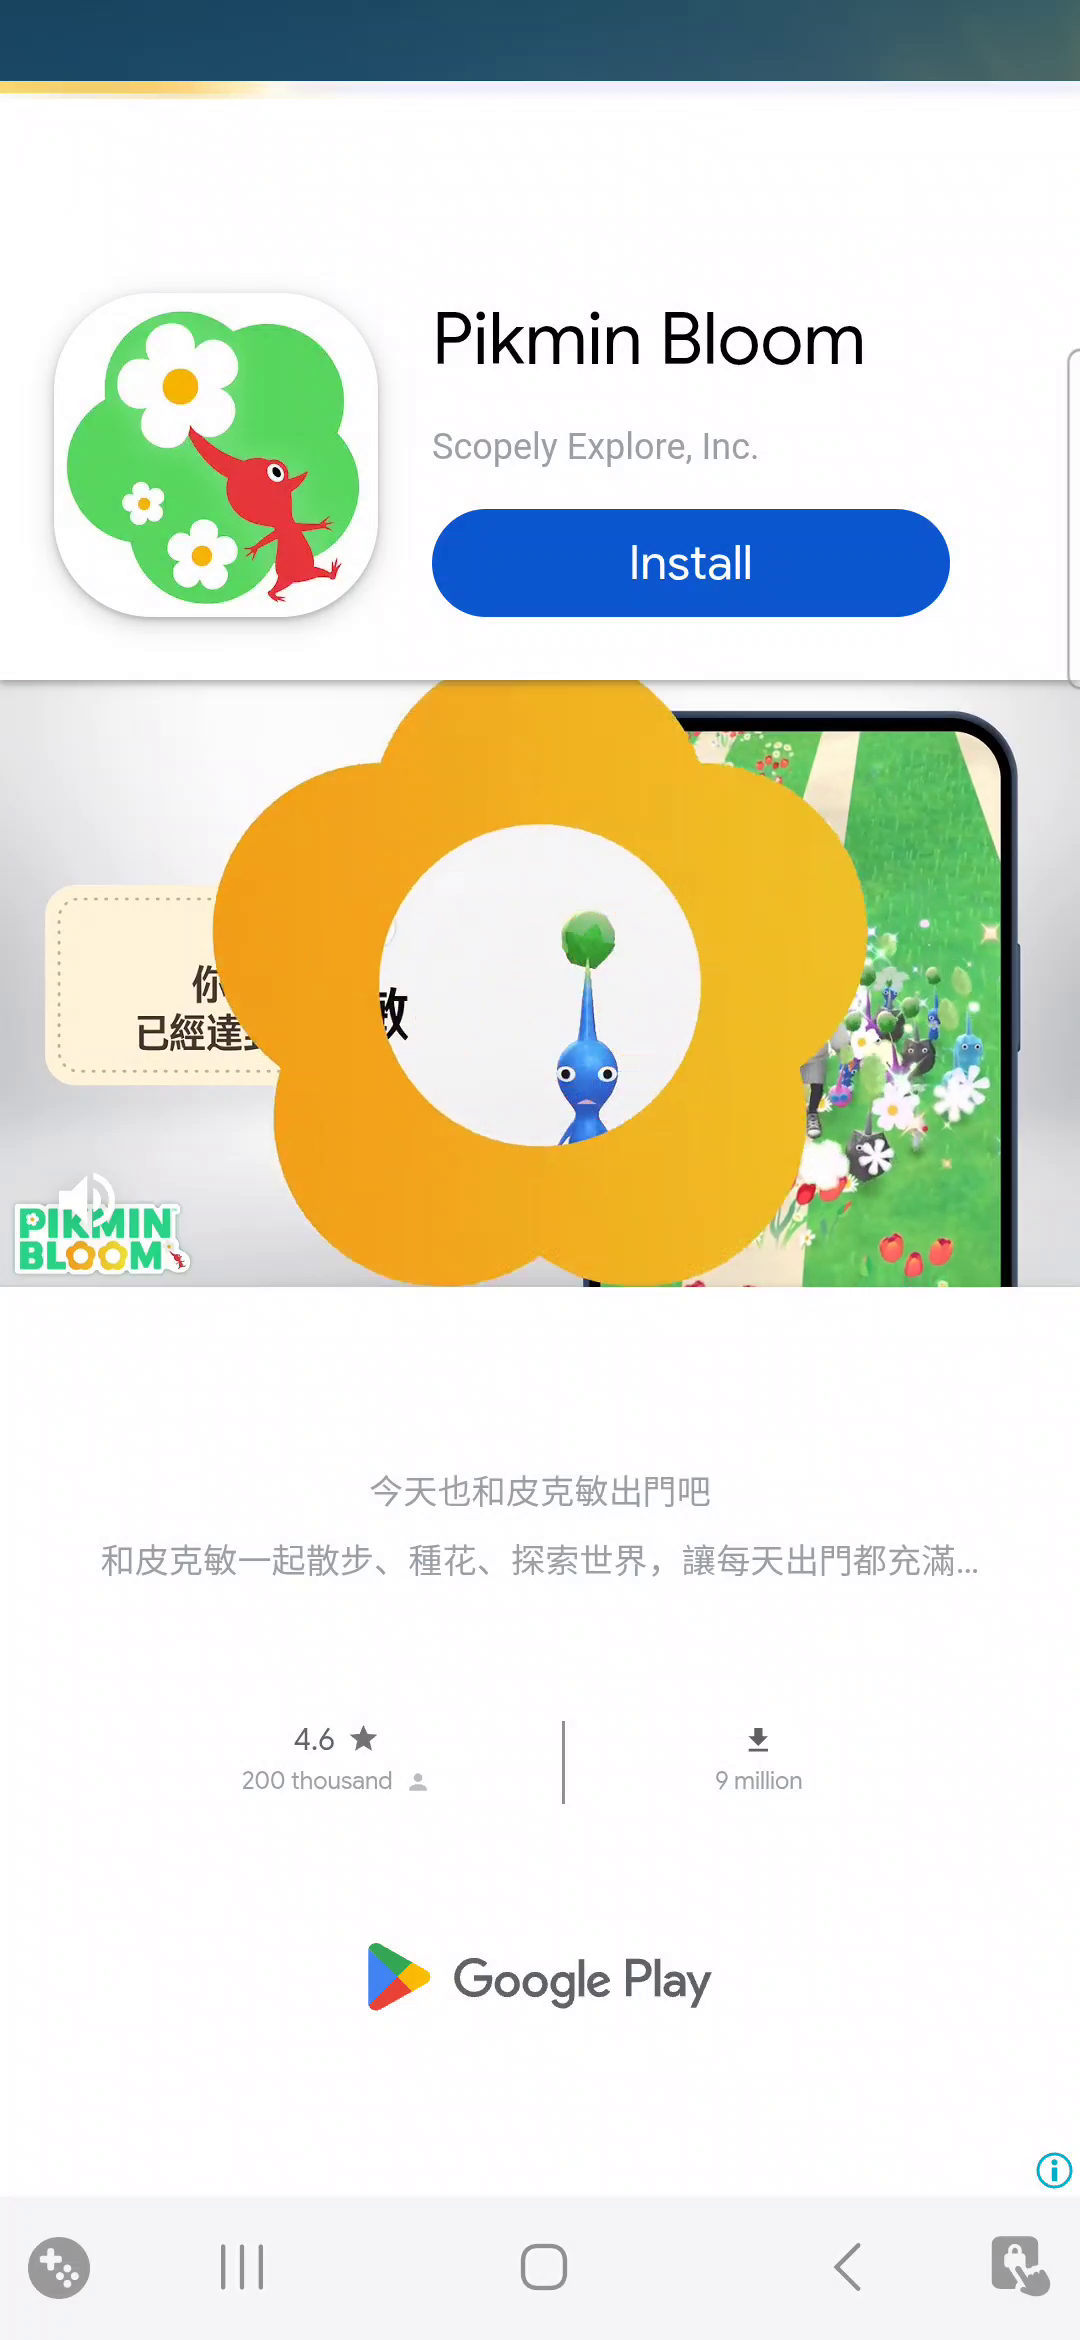 Pikmin Bloom
Scopely Explore, Inc.
Install
你
已經達
敏
PIKMIN
BLOOM
今天也和皮克敏出門吧
和皮克敏一起散步、種花、探索世界，讓每天出門都充滿...
4.6
200 thousand
9 million
Google Play